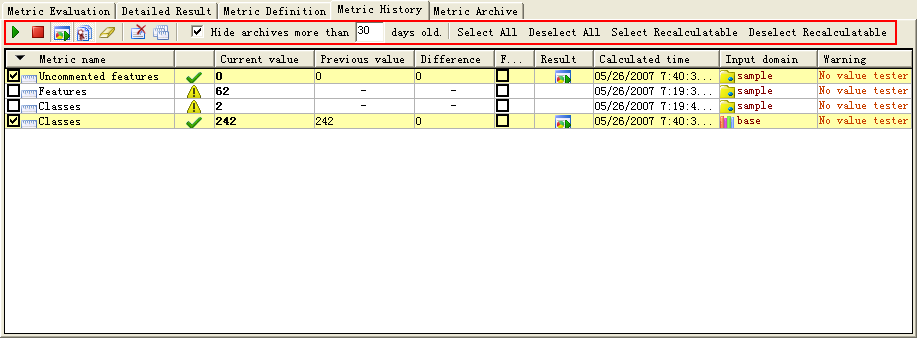 Metric Evaluation Detailed Result Metric Definition Metric History Metric Archive
Hide archives more than 30 days old. Select All Deselect All Select Recalculatable Deselect Recalculatable
Metric name Current value Previous value Difference F... Result Calculated time Input domain Warning
Uncommented features 0 0 0 05/26/2007 7:40:3... sample No value tester
Features 62 - - 05/26/2007 7:19:3... sample No value tester
Classes 2 - - 05/26/2007 7:19:4... sample No value tester
Classes 242 242 0 05/26/2007 7:40:3... base No value tester